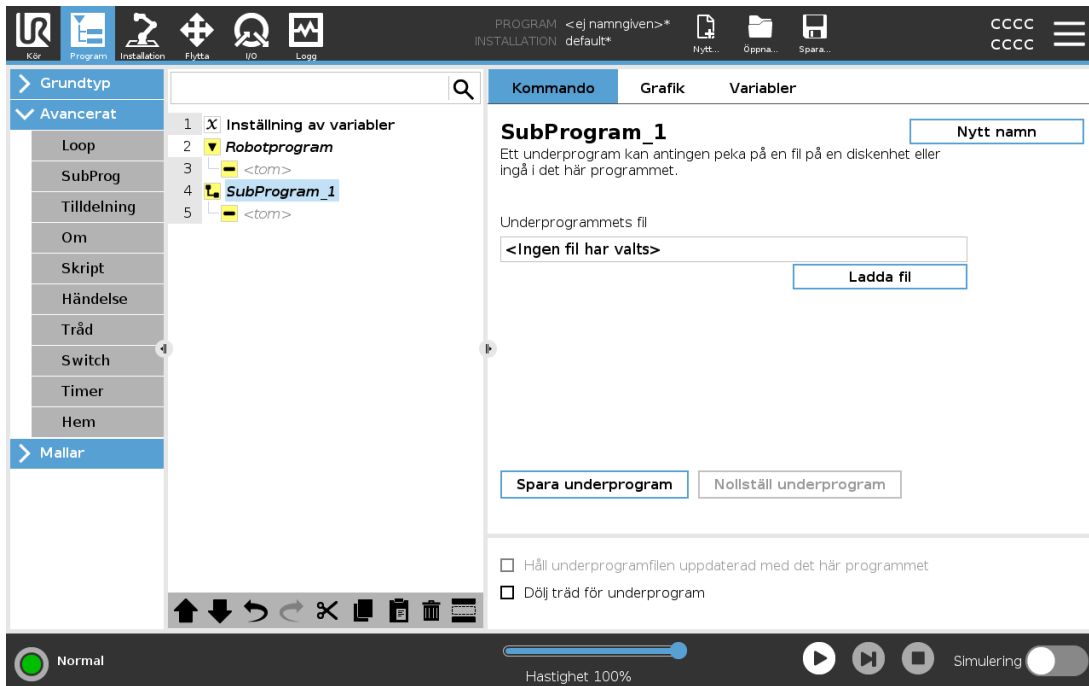 PROGRAM <ej namngiven>*
INSTALLATION default*
UR
Kör
Program
Installation
Flytta
I/O
Logg
Nytt...
Öppna...
Spara...
CCCC
CCCC
Grundtyp
Avancerat
Loop
SubProg
Tilldelning
Om
Skript
Händelse
Tråd
Switch
Timer
Hem
Mallar
1 X Inställning av variabler
2 Robotprogram
3 <tom>
4 SubProgram_1
5 <tom>
Kommando Grafik Variabler
SubProgram_1
Nytt namn
Ett underprogram kan antingen peka på en fil på en diskenhet eller
ingå i det här programmet.
Underprogrammets fil
<Ingen fil har valts>
Ladda fil
Spara underprogram
Nollställ underprogram
Håll underprogramfilen uppdaterad med det här programmet
Dölj träd för underprogram
Normal
Hastighet 100%
Simulering